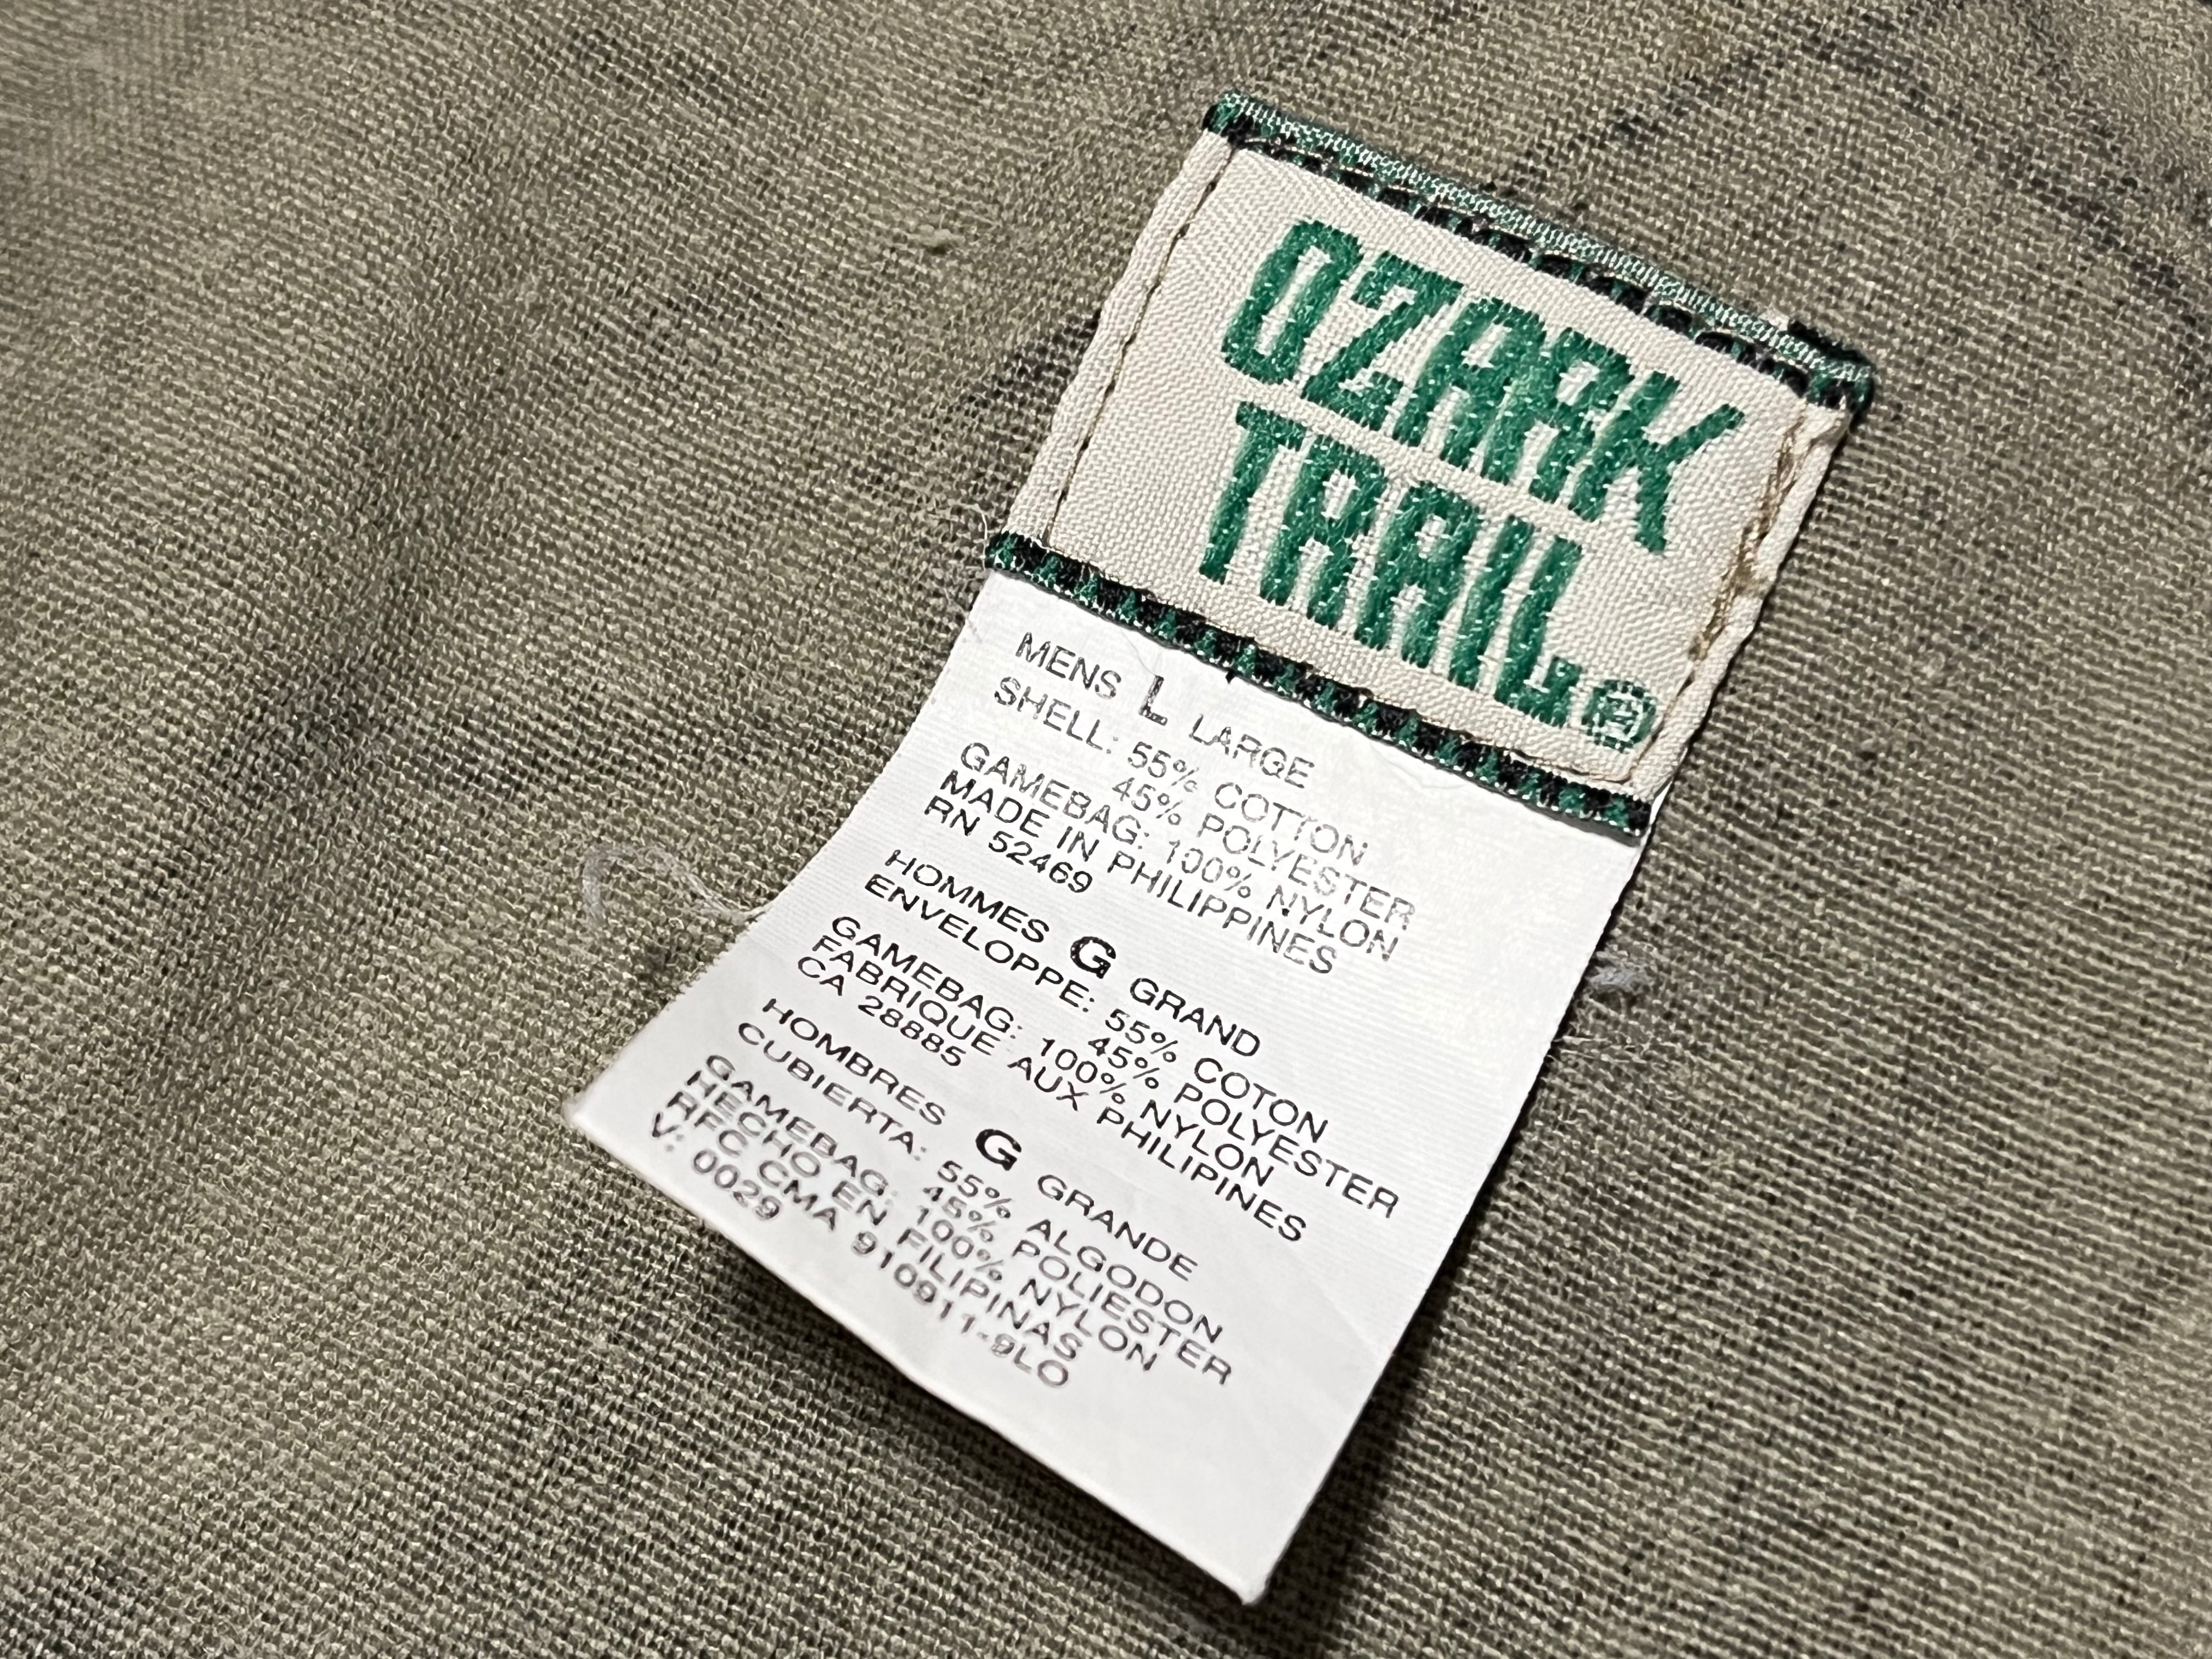 OZARK
TRAIL®
MENS L LARGE
SHELL: 55% COTTON
45% POLYESTER
GAMEBAG: 100% NYLON
MADE IN PHILIPPINES
RN 52469
HOMMES G GRAND
ENVELOPPE: 55% COTON
45% POLYESTER
GAMEBAG: 100% NYLON
FABRIQUE AUX PHILIPINES
CA 28885
HOMBRES G GRANDE
CUBIERTA: 55% ALGODON
45% POLIESTER
GAMEBAG: 100% NYLON
HECHO EN FILIPINAS
RFC CMA 910911-9LO
V: 0029